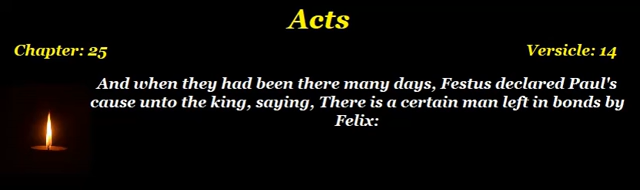 Acts
Chapter: 25
Versicle: 14
And when they had been there many days, Festus declared Paul's
cause unto the king, saying, There is a certain man left in bonds by
Felix: